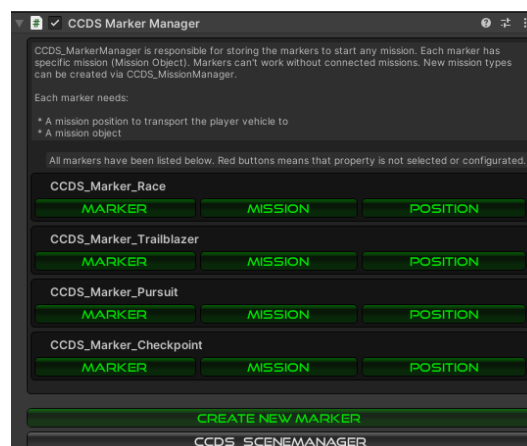 CCDS Marker Manager
CCDS_MarkerManager is responsible for storing the markers to start any mission. Each marker has
specific mission (Mission Object). Markers can't work without connected missions. New mission types
can be created via CCDS_MissionManager.
Each marker needs:
* A mission position to transport the player vehicle to
* A mission object
All markers have been listed below. Red buttons means that property is not selected or configurated.
CCDS_Marker_Race
MARKER MISSION POSITION
CCDS_Marker_Trailblazer
MARKER MISSION POSITION
CCDS_Marker_Pursuit
MARKER MISSION POSITION
CCDS_Marker_Checkpoint
MARKER MISSION POSITION
CREATE NEW MARKER
CCDS_SCENEMANAGER